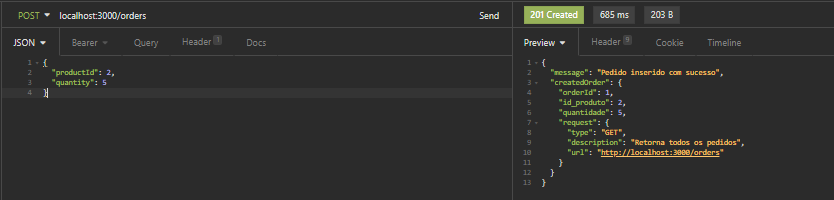 POST localhost:3000/orders Send
201 Created 685 ms 203 B
JSON Bearer Query Header 1 Docs
Preview Header 9 Cookie Timeline
1 {
2 "productId": 2,
3 "quantity": 5
4 }
1 {
2 "message": "Pedido inserido com sucesso",
3 "createdOrder": {
4 "orderId": 1,
5 "id_produto": 2,
6 "quantidade": 5,
7 "request": {
8 "type": "GET",
9 "description": "Retorna todos os pedidos",
10 "url": "http://localhost:3000/orders"
11 }
12 }
13 }